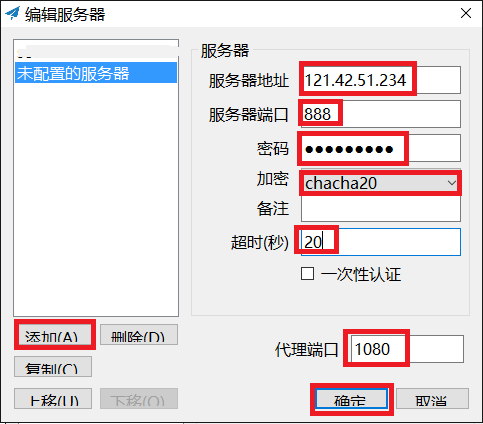 编辑服务器
未配置的服务器
服务器
服务器地址 121.42.51.234
服务器端口 888
密码 ●●●●●●●●●
加密 chacha20
备注
超时(秒) 20
一次性认证
添加(A) 删除(D)
代理端口 1080
复制(C)
上移(U) 下移(O) 确定 取消